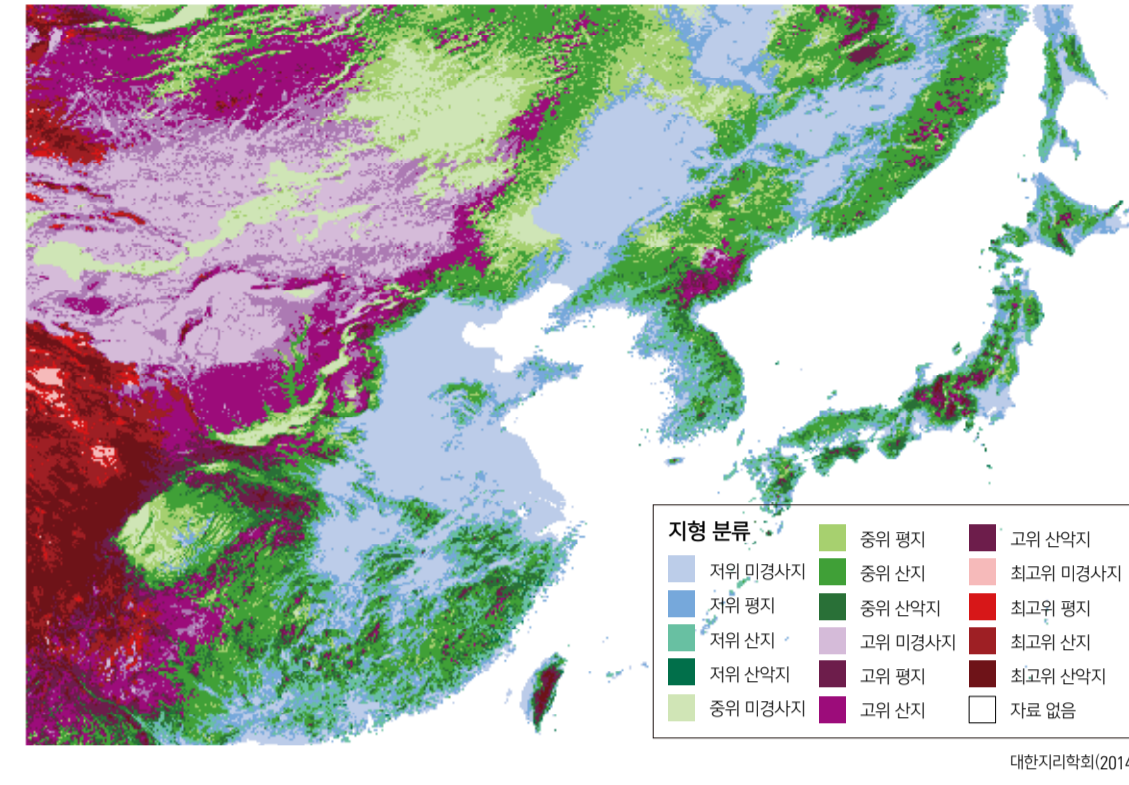 지형 분류
저위 미경사지
저위 평지
저위 산지
저위 산악지
중위 미경사지
중위 평지
중위 산지
중위 산악지
고위 미경사지
고위 평지
고위 산지
고위 산악지
최고위 미경사지
최고위 평지
최고위 산지
최고위 산악지
자료 없음
대한지리학회(2014